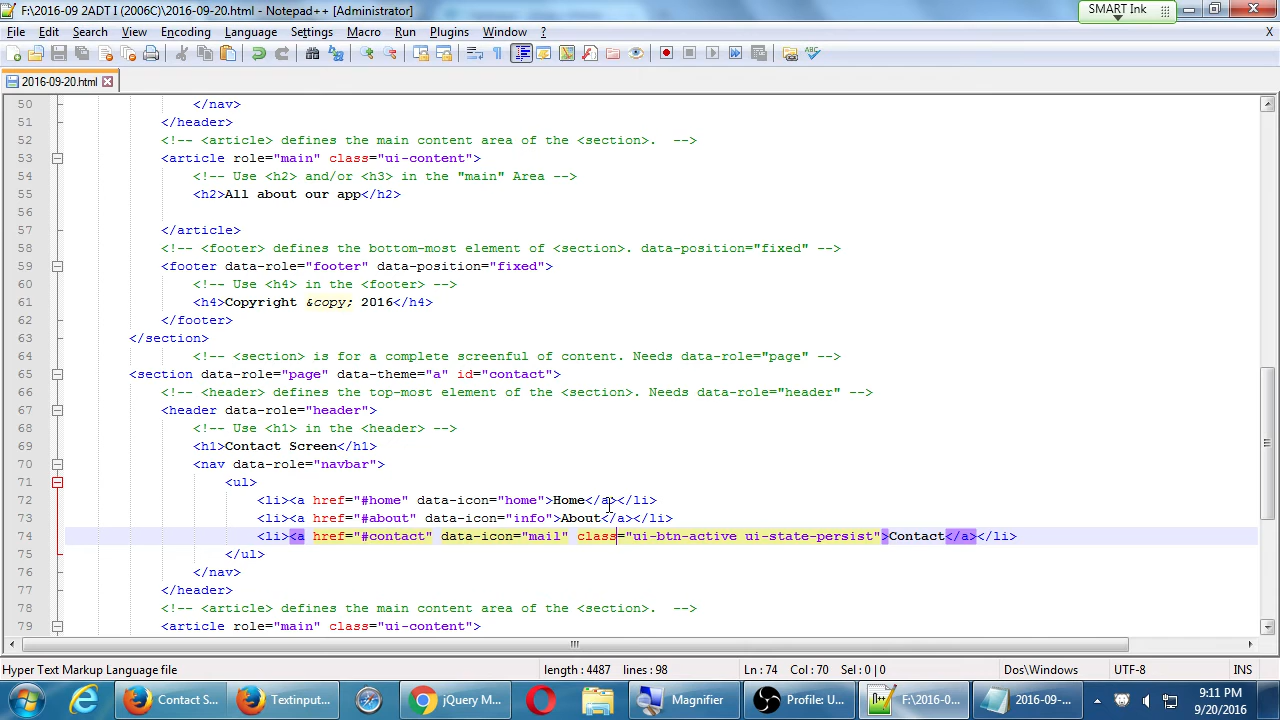 F:\2016-09 2ADT I (2006C)\2016-09-20.html - Notepad++ [Administrator]
SMART Ink
File Edit Search View Encoding Language Settings Macro Run Plugins Window ? X
2016-09-20.html
50 </nav>
51 </header>
52 <!-- <article> defines the main content area of the <section>.  -->
53 <article role="main" class="ui-content">
54 <!-- Use <h2> and/or <h3> in the "main" Area -->
55 <h2>All about our app</h2>
56
57 </article>
58 <!-- <footer> defines the bottom-most element of <section>. data-position="fixed" -->
59 <footer data-role="footer" data-position="fixed">
60 <!-- Use <h4> in the <footer> -->
61 <h4>Copyright &copy; 2016</h4>
62 </footer>
63 </section>
64 <!-- <section> is for a complete screenful of content. Needs data-role="page" -->
65 <section data-role="page" data-theme="a" id="contact">
66 <!-- <header> defines the top-most element of the <section>. Needs data-role="header" -->
67 <header data-role="header">
68 <!-- Use <h1> in the <header> -->
69 <h1>Contact Screen</h1>
70 <nav data-role="navbar">
71 <ul>
72 <li><a href="#home" data-icon="home">Home</a></li>
73 <li><a href="#about" data-icon="info">About</a></li>
74 <li><a href="#contact" data-icon="mail" class="ui-btn-active ui-state-persist">Contact</a></li>
75 </ul>
76 </nav>
77 </header>
78 <!-- <article> defines the main content area of the <section>.  -->
79 <article role="main" class="ui-content">
Hyper Text Markup Language file length : 4487 lines : 98 Ln : 74 Col : 70 Sel : 0 | 0 Dos\Windows UTF-8 INS
Contact S... Textinput... jQuery M... Magnifier Profile: U... F:\2016-0... 2016-09-... 9:11 PM
9/20/2016